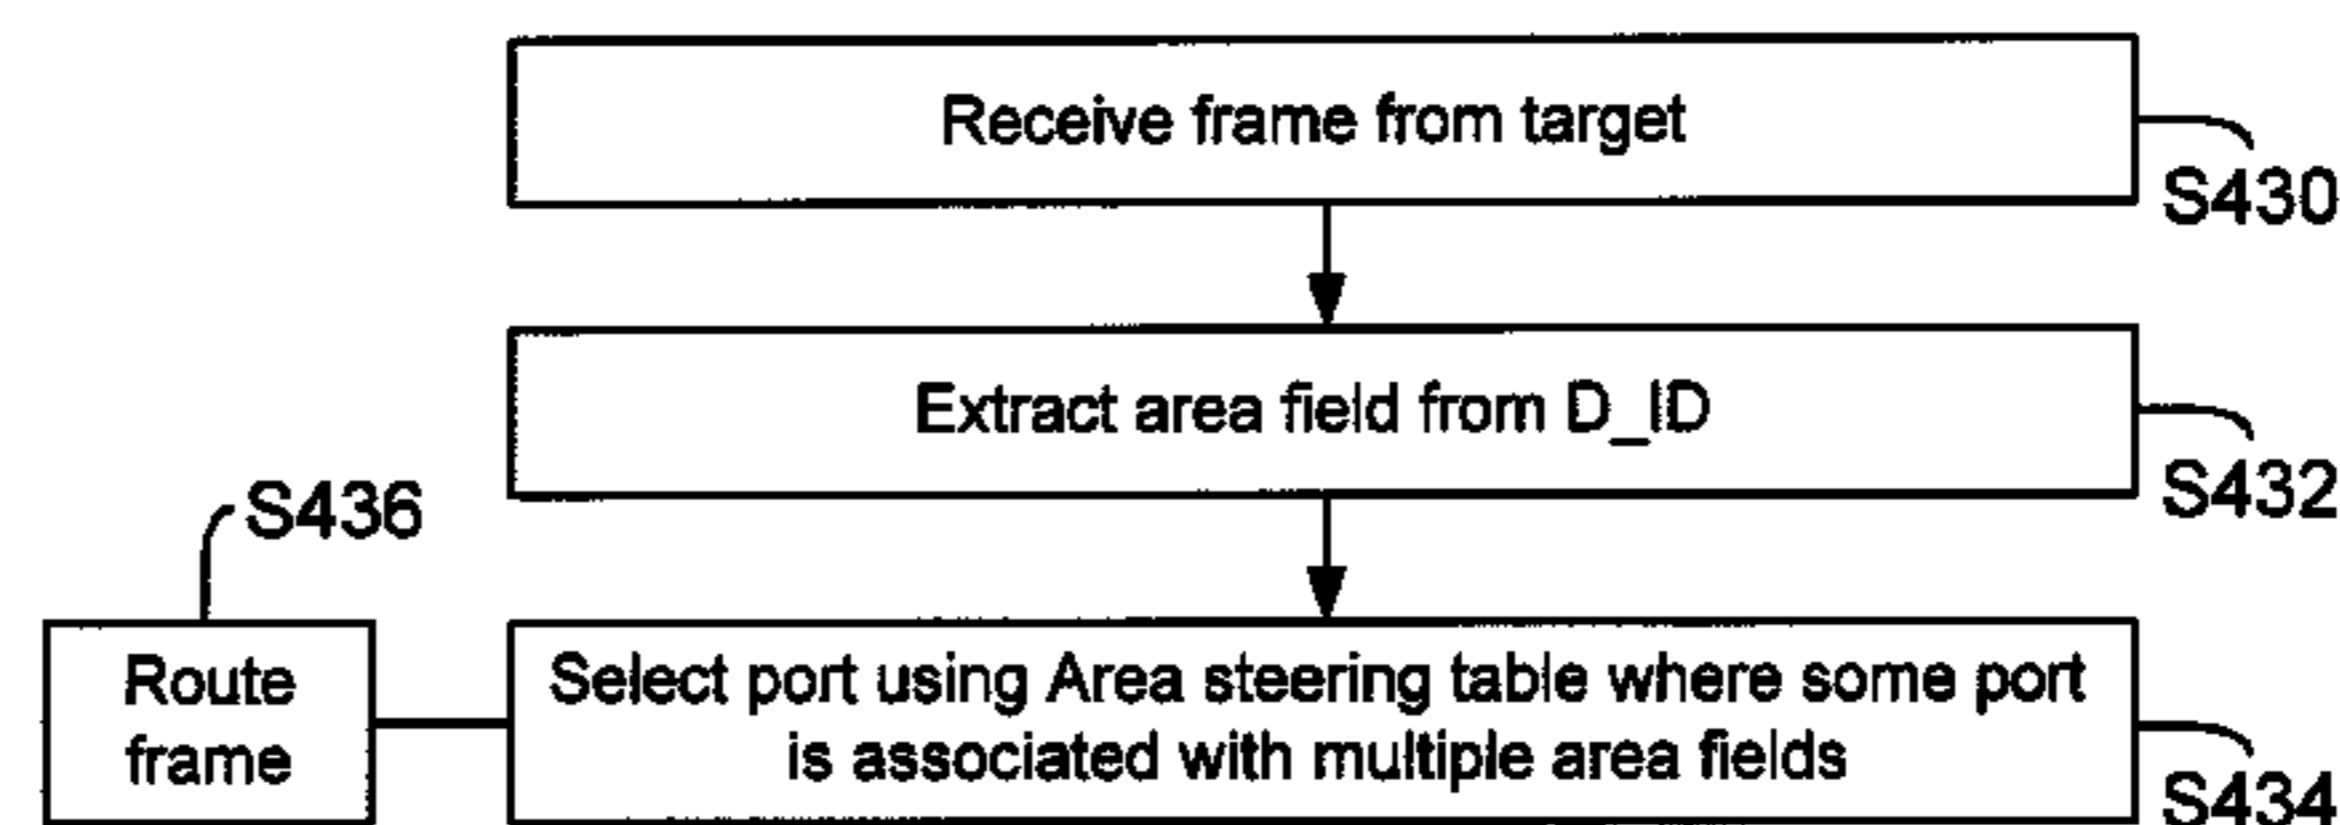 Receive frame from target
S430
Extract area field from D_ID
S432
S436
Route
frame
Select port using Area steering table where some port
is associated with multiple area fields
S434